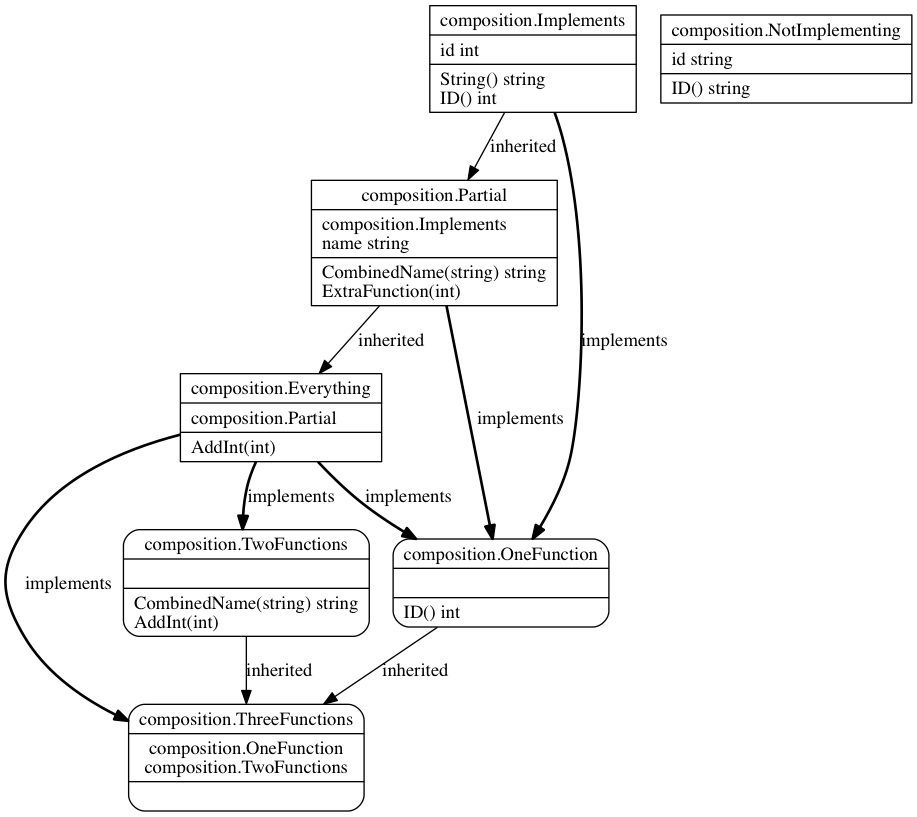 composition.Implements
id int
String() string
ID() int
composition.NotImplementing
id string
ID() string
inherited
composition.Partial
composition.Implements
name string
CombinedName(string) string
ExtraFunction(int)
inherited
implements
composition.Everything
composition.Partial
AddInt(int)
implements
implements
implements
composition.TwoFunctions
CombinedName(string) string
AddInt(int)
composition.OneFunction
ID() int
implements
inherited
inherited
composition.ThreeFunctions
composition.OneFunction
composition.TwoFunctions